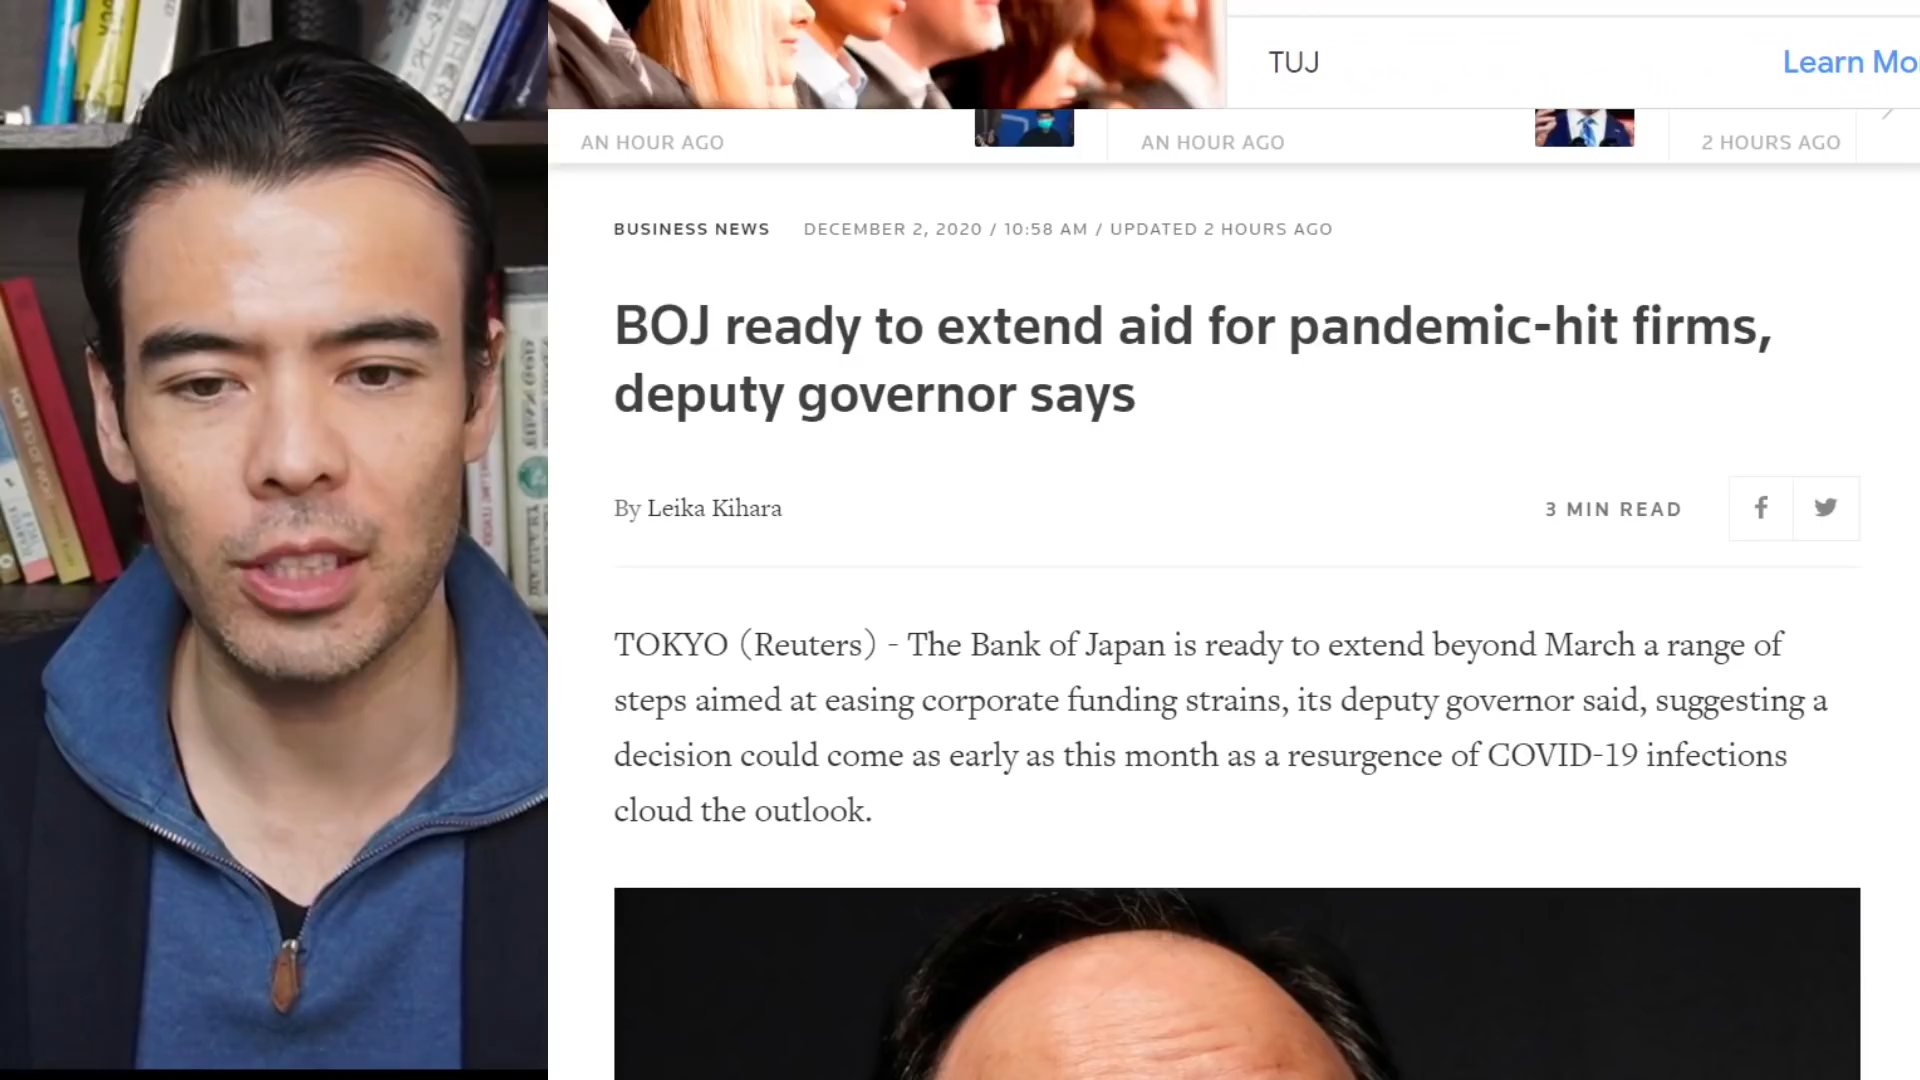 TUJ
Learn Mo
AN HOUR AGO
AN HOUR AGO
2 HOURS AGO
BUSINESS NEWS DECEMBER 2, 2020 / 10:58 AM / UPDATED 2 HOURS AGO
BOJ ready to extend aid for pandemic-hit firms,
deputy governor says
By Leika Kihara
3 MIN READ
TOKYO (Reuters) - The Bank of Japan is ready to extend beyond March a range of
steps aimed at easing corporate funding strains, its deputy governor said, suggesting a
decision could come as early as this month as a resurgence of COVID-19 infections
cloud the outlook.